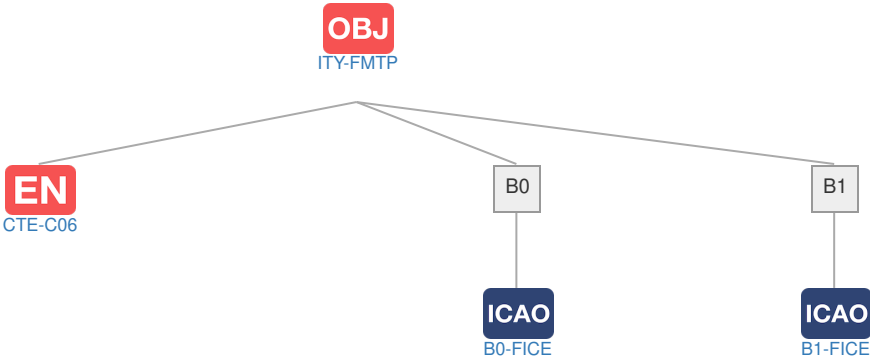 OBJ
ITY-FMTP
EN
CTE-C06
B0
B1
ICAO
B0-FICE
ICAO
B1-FICE